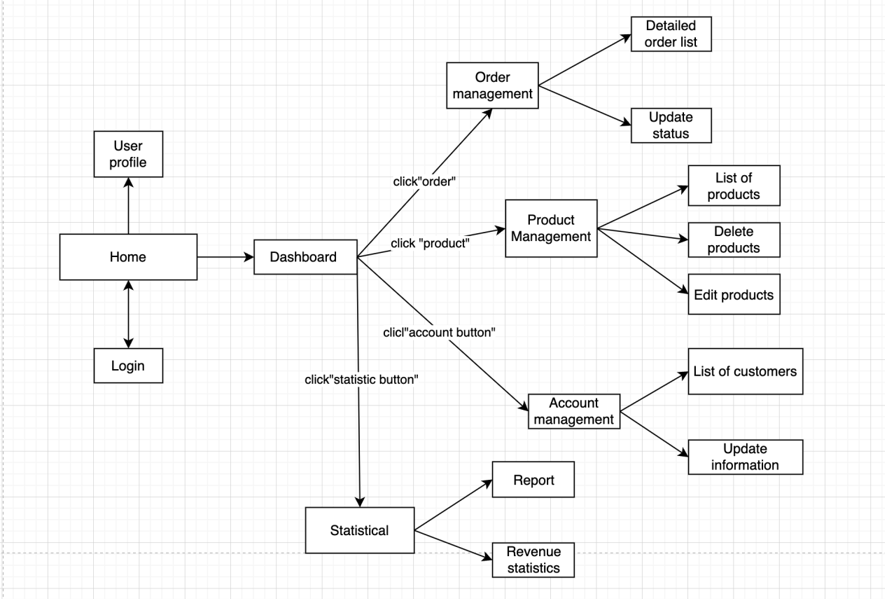 Detailed
order list
Order
management
Update
status
User
profile
click"order"
List of
products
Product
Management
click "product"
Delete
products
Home
Dashboard
Edit products
clicl"account button"
Login
click"statistic button"
List of customers
Account
management
Update
information
Report
Statistical
Revenue
statistics